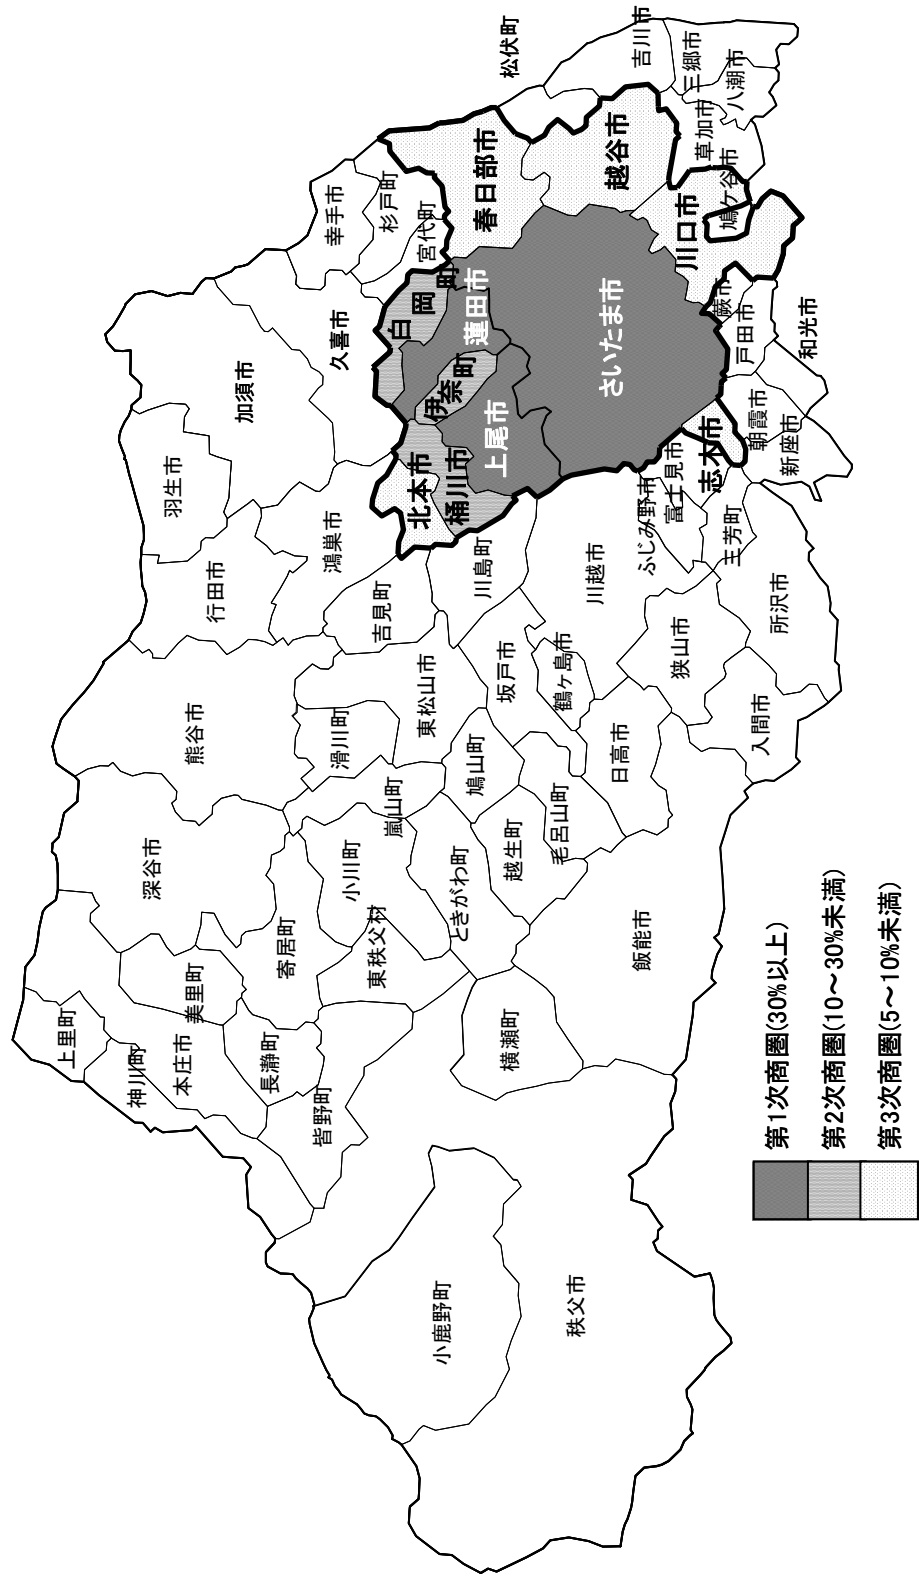 上里町
神川町
本庄市
美里町
深谷市
熊谷市
行田市
羽生市
加須市
長瀞町
寄居町
皆野町
小川町
東秩父村
嵐山町
滑川町
吉見町
鴻巣市
久喜市
幸手市
杉戸町
宮代町
白岡町
北本市
桶川市
伊奈町
蓮田市
上尾市
春日部市
松伏町
東松山市
川島町
小鹿野町
ときがわ町
鳩山町
越生町
毛呂山町
坂戸市
鶴ヶ島市
川越市
さいたま市
越谷市
吉川市
横瀬町
秩父市
飯能市
日高市
狭山市
ふじみ野市
富士見市
志木市
川口市
鳩ケ谷市
草加市
三郷市
八潮市
蕨市
戸田市
三芳町
入間市
所沢市
新座市
朝霞市
和光市
第1次商圏(30%以上)
第2次商圏(10～30%未満)
第3次商圏(5～10%未満)